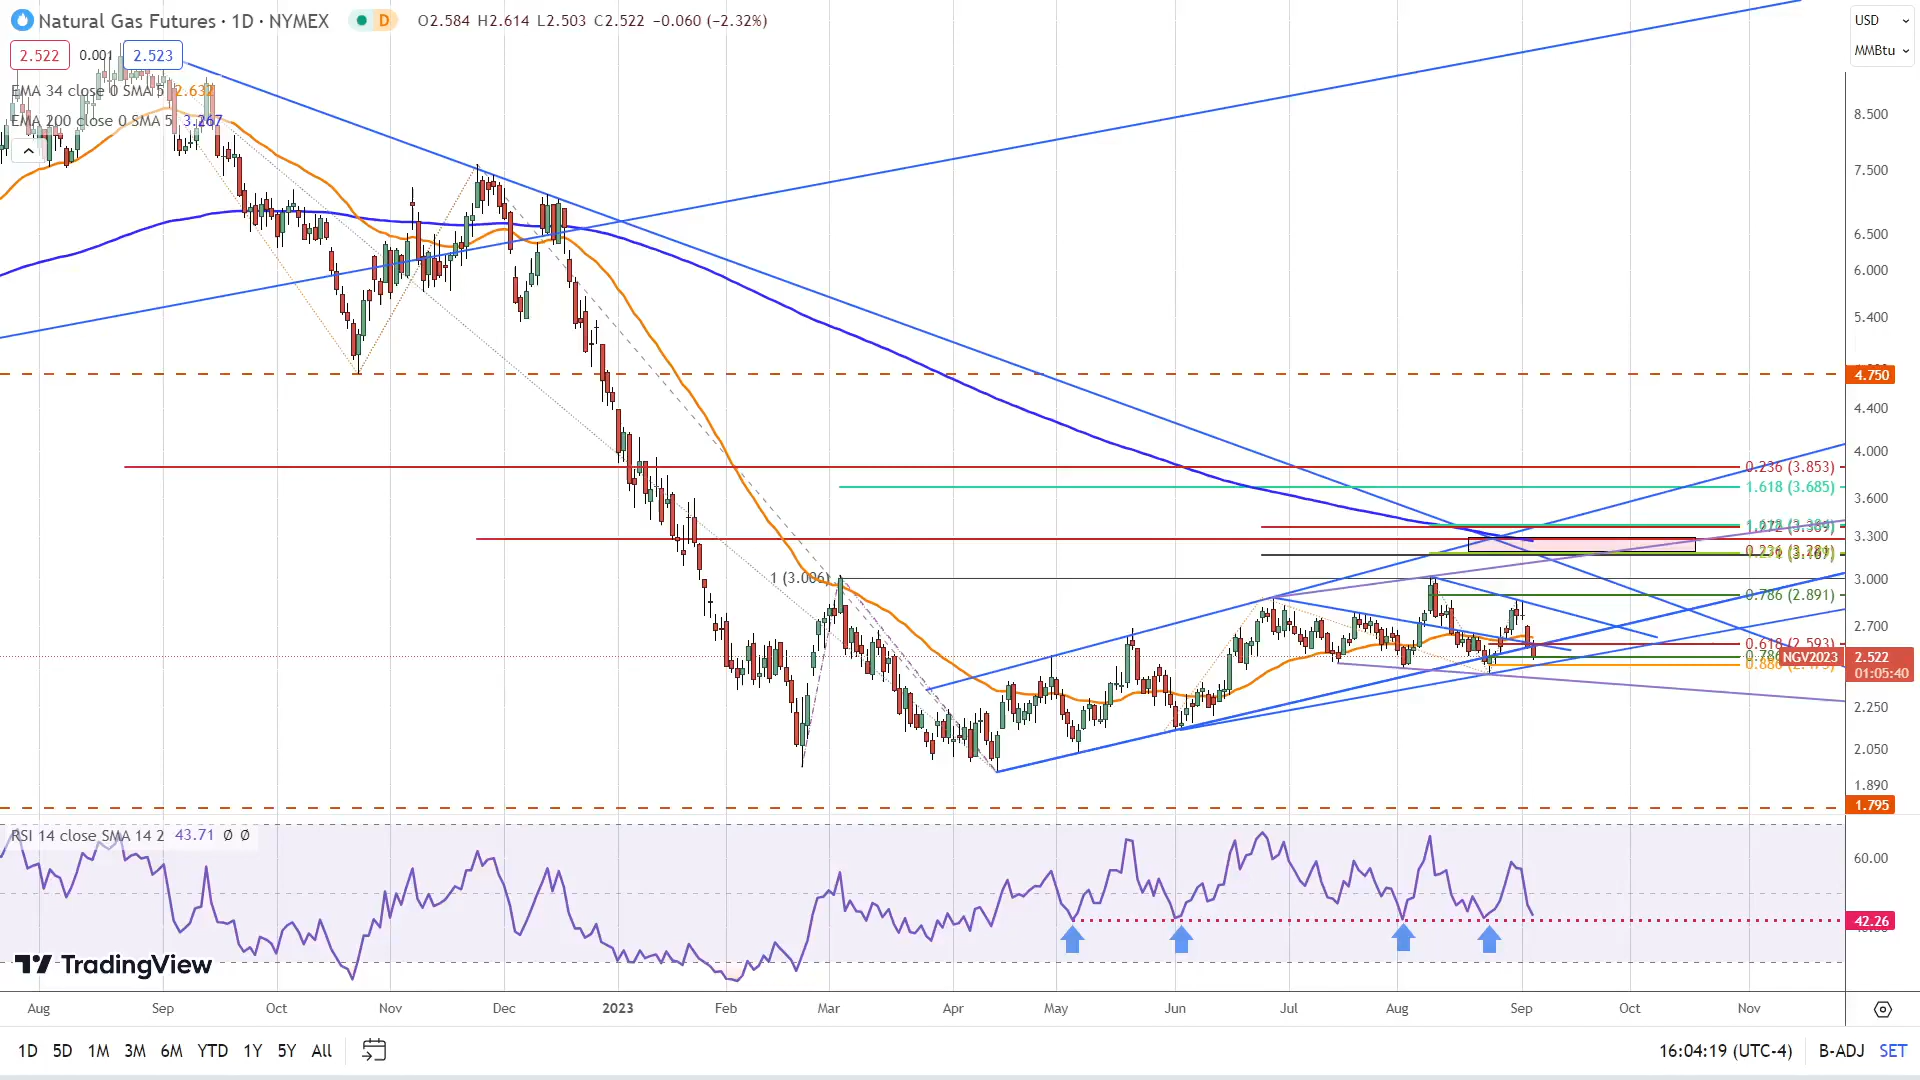 Natural Gas Futures · 1D · NYMEX D O2.584 H2.614 L2.503 C2.522 −0.060 (−2.32%)
2.522 0.001 2.523
EMA 34 close 0 SMA 5 2.632
EMA 200 close 0 SMA 5 3.267
USD
MMBtu
8.500
7.500
6.500
6.000
5.400
4.750
4.400
4.000
0.236 (3.853)
1.618 (3.685)
3.600
3.300
1 (3.006)
3.000
0.786 (2.891)
2.700
0.618 (2.593)
NGV2023 2.522
01:05:40
2.250
2.050
1.890
1.795
RSI 14 close SMA 14 2 43.71 Ø Ø
60.00
42.26
TradingView
Aug Sep Oct Nov Dec 2023 Feb Mar Apr May Jun Jul Aug Sep Oct Nov
1D 5D 1M 3M 6M YTD 1Y 5Y All 16:04:19 (UTC-4) B-ADJ SET